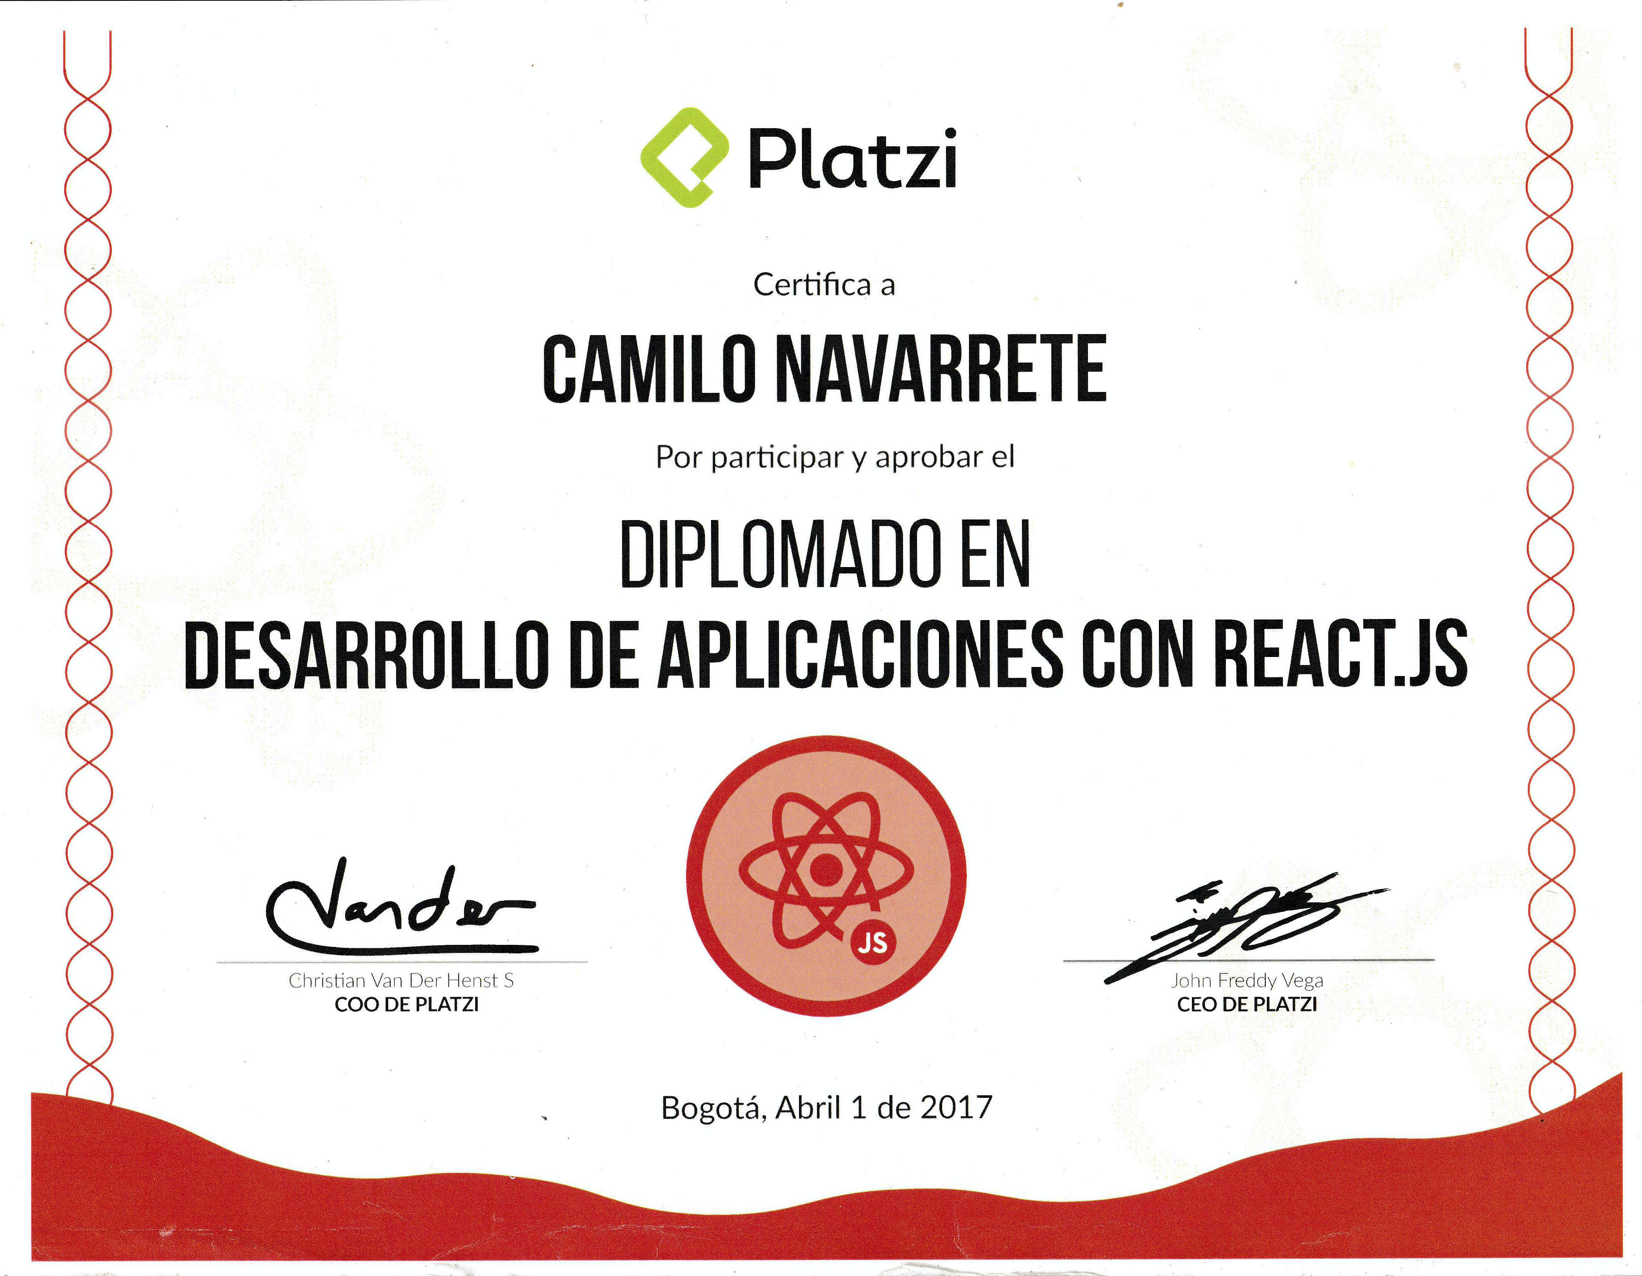 Platzi
Certifica a
CAMILO NAVARRETE
Por participar y aprobar el
DIPLOMADO EN
DESARROLLO DE APLICACIONES CON REACT.JS
JS
Vander
Christian Van Der Henst S
COO DE PLATZI
John Freddy Vega
CEO DE PLATZI
Bogotá, Abril 1 de 2017